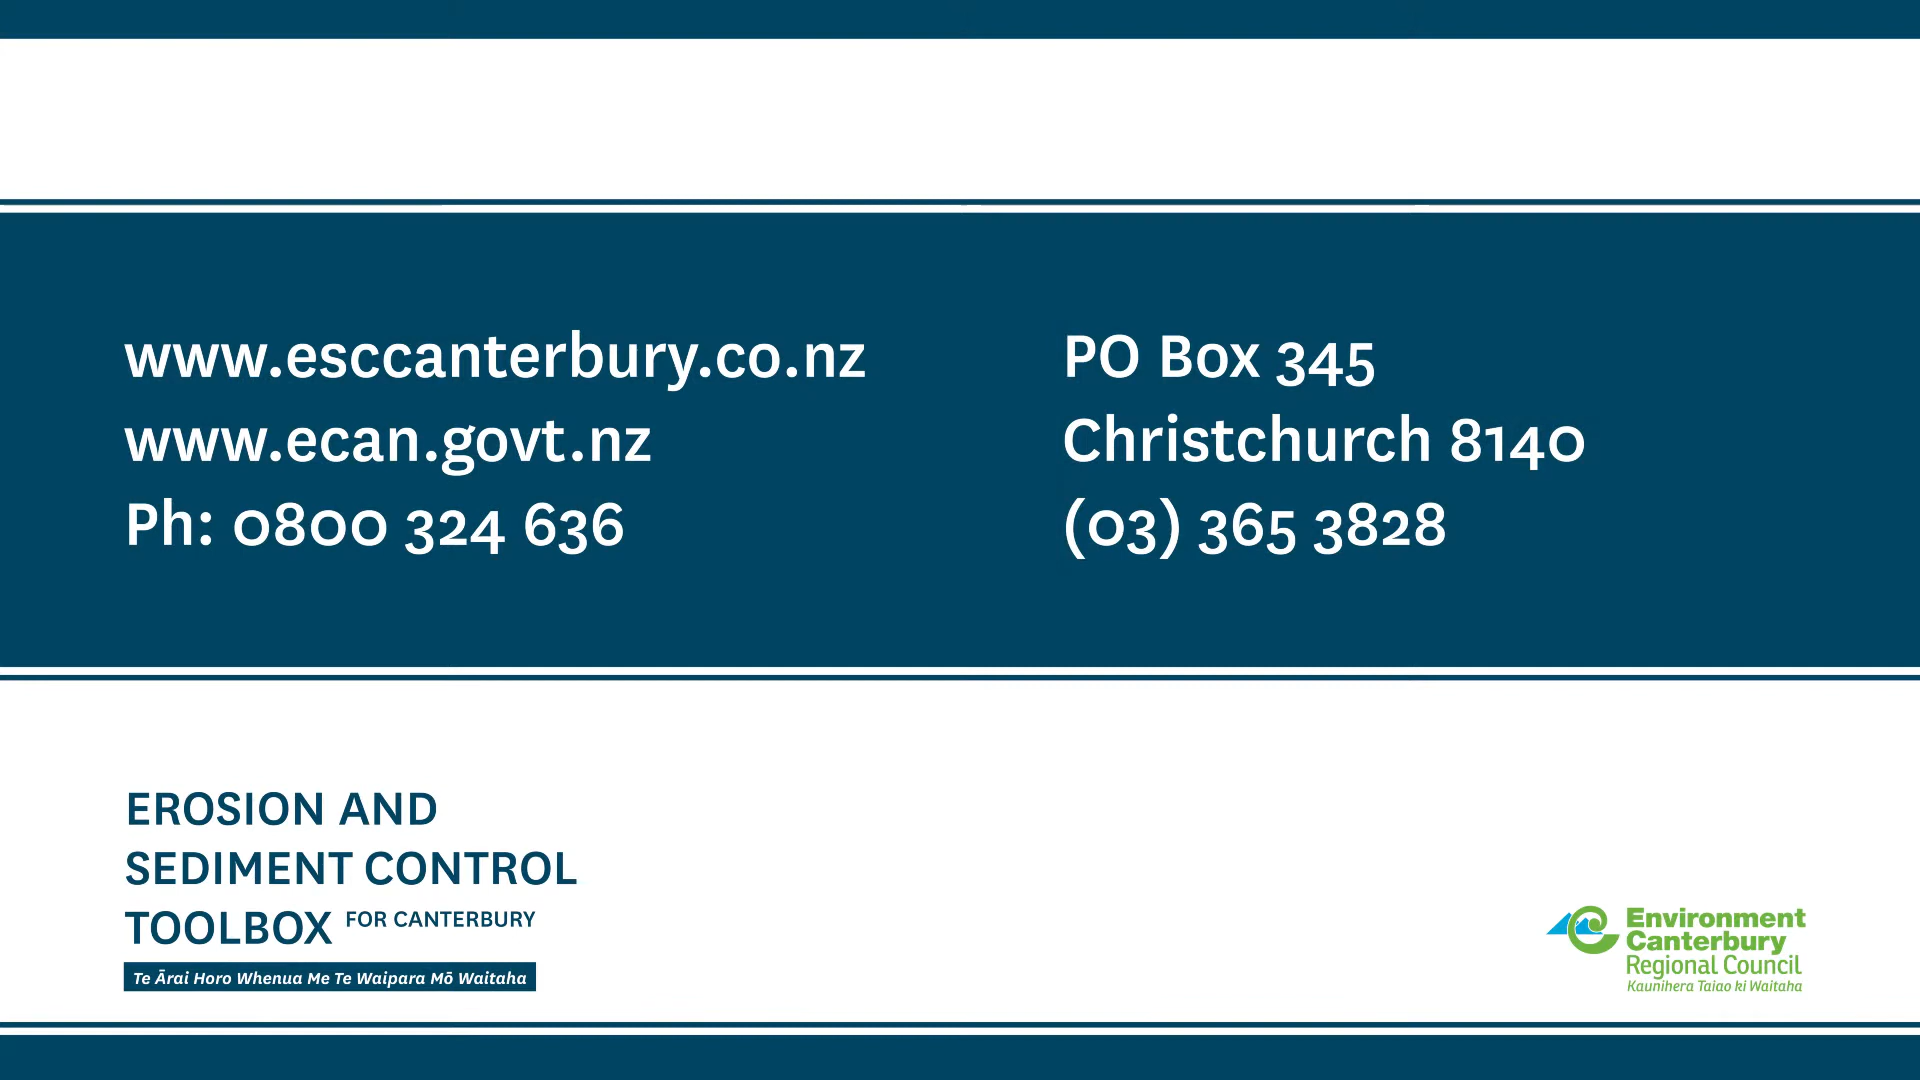 www.esccanterbury.co.nz
www.ecan.govt.nz
Ph: 0800 324 636
PO Box 345
Christchurch 8140
(03) 365 3828
EROSION AND
SEDIMENT CONTROL
TOOLBOX FOR CANTERBURY
Te Ārai Horo Whenua Me Te Waipara Mō Waitaha
Environment
Canterbury
Regional Council
Kaunihera Taiao ki Waitaha